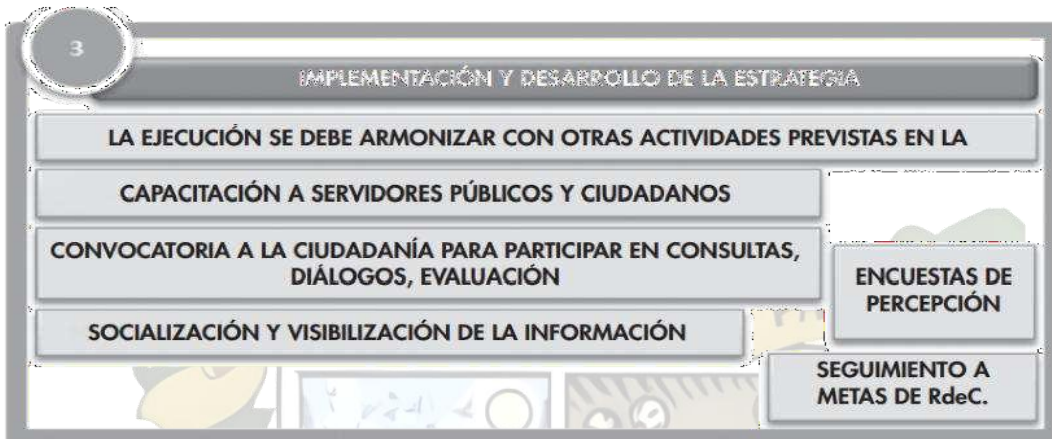 3
IMPLEMENTACIÓN Y DESARROLLO DE LA ESTRATEGIA
LA EJECUCIÓN SE DEBE ARMONIZAR CON OTRAS ACTIVIDADES PREVISTAS EN LA
CAPACITACIÓN A SERVIDORES PÚBLICOS Y CIUDADANOS
CONVOCATORIA A LA CIUDADANÍA PARA PARTICIPAR EN CONSULTAS,
DIÁLOGOS, EVALUACIÓN
ENCUESTAS DE
PERCEPCIÓN
SOCIALIZACIÓN Y VISIBILIZACIÓN DE LA INFORMACIÓN
SEGUIMIENTO A
METAS DE RdeC.